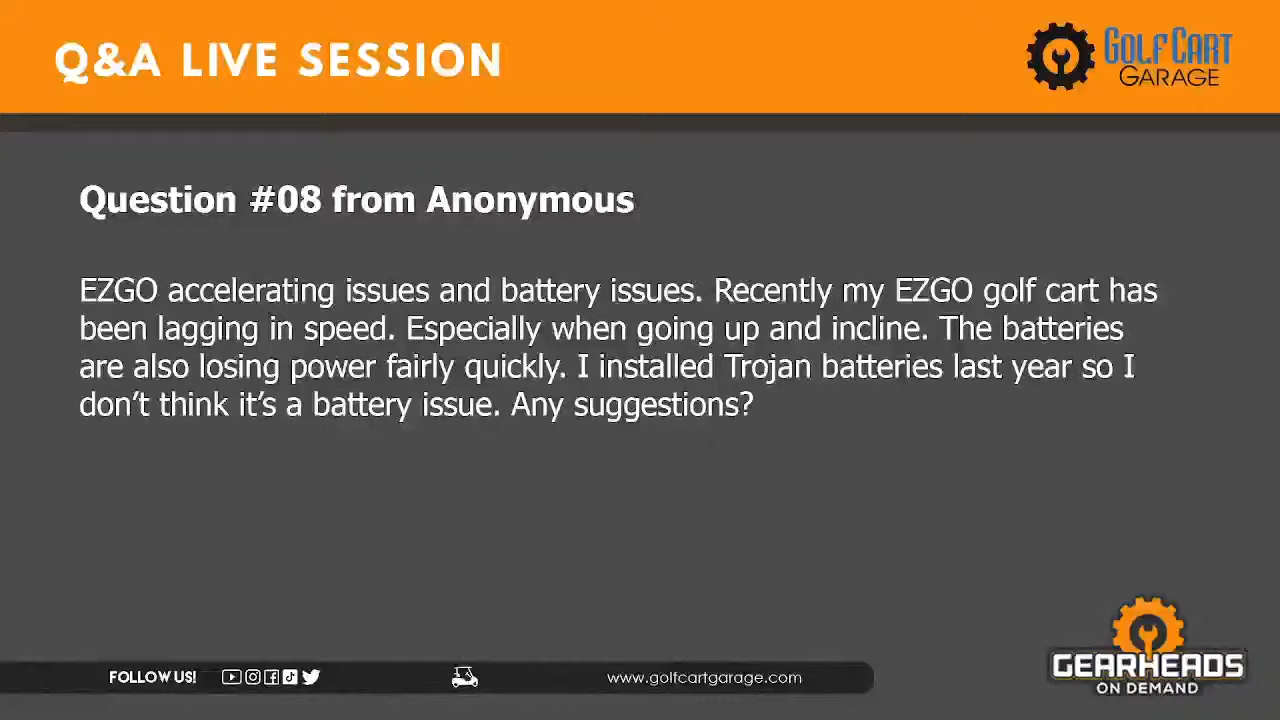 Q&A LIVE SESSION
GOLF CART
GARAGE
Question #08 from Anonymous
EZGO accelerating issues and battery issues. Recently my EZGO golf cart has
been lagging in speed. Especially when going up and incline. The batteries
are also losing power fairly quickly. I installed Trojan batteries last year so I
don't think it's a battery issue. Any suggestions?
GEARHEADS
ON DEMAND
FOLLOW US!
www.golfcartgarage.com